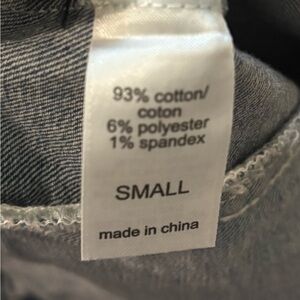 93% cotton/
coton
6% polyester
1% spandex
SMALL
made in china